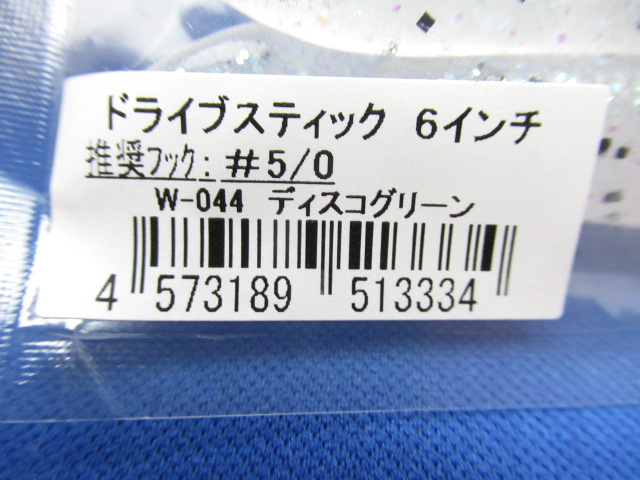 ドライブスティック 6インチ
推奨フック: #5/0
W-044 ディスコグリーン
4 573189 513334